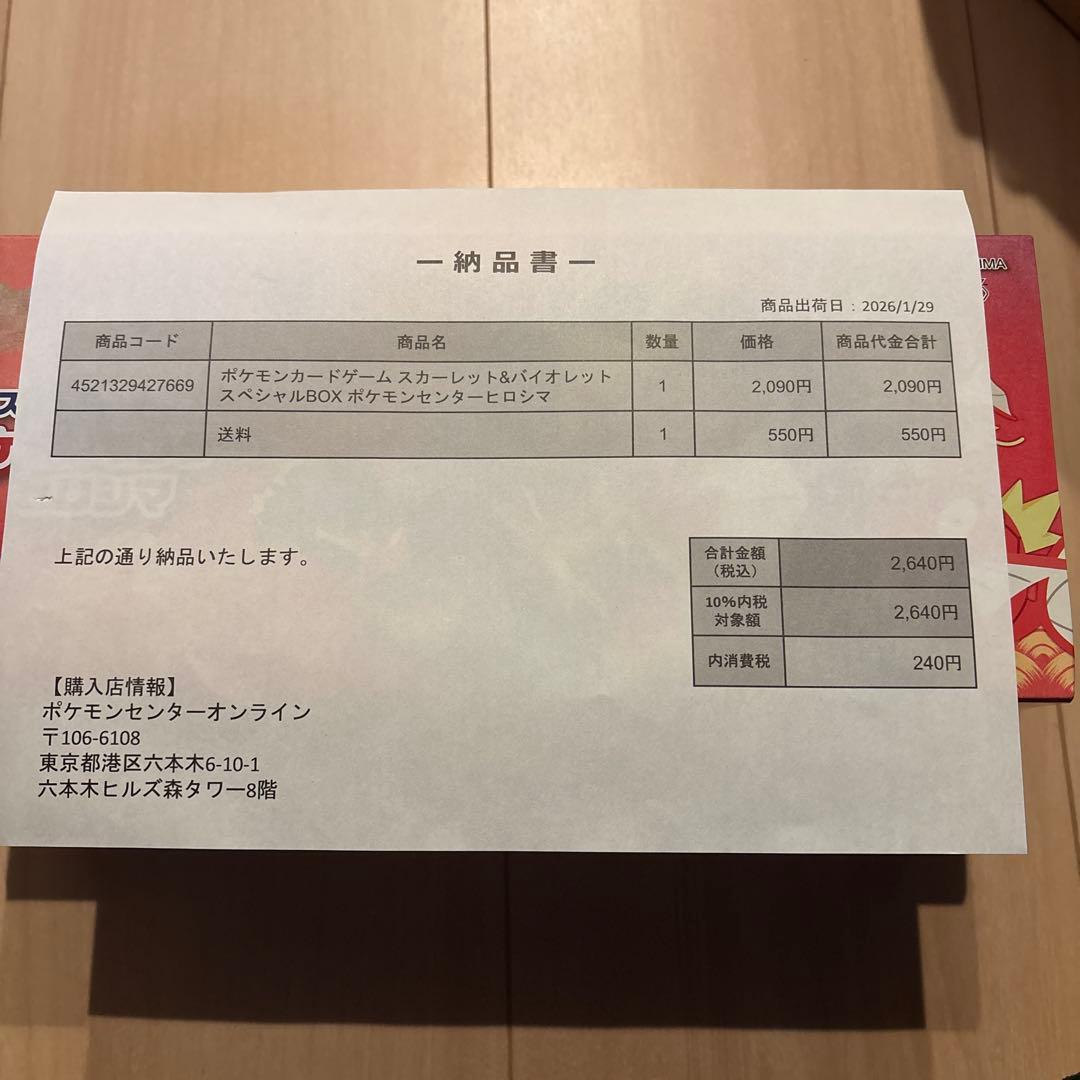 ー納品書ー
商品出荷日：2026/1/29
商品コード 商品名 数量 価格 商品代金合計
4521329427669 ポケモンカードゲーム スカーレット&バイオレット
スペシャルBOX ポケモンセンターヒロシマ 1 2,090円 2,090円
送料 1 550円 550円
上記の通り納品いたします。
合計金額
（税込） 2,640円
10%内税
対象額 2,640円
内消費税 240円
【購入店情報】
ポケモンセンターオンライン
〒106-6108
東京都港区六本木6-10-1
六本木ヒルズ森タワー8階